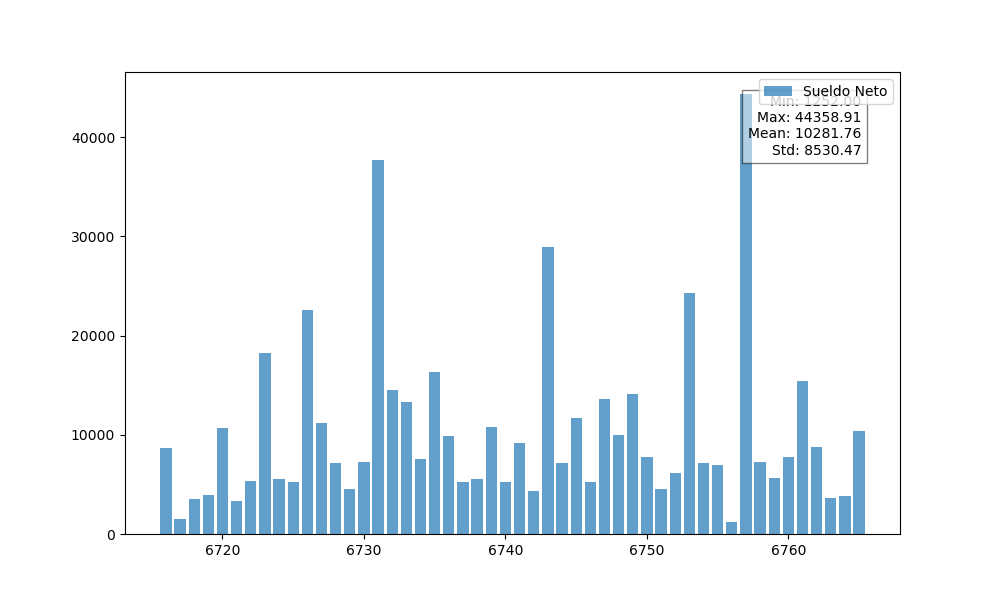 Sueldo Neto
Min: 1252.00
Max: 44358.91
Mean: 10281.76
Std: 8530.47
40000
30000
20000
10000
0
6720 6730 6740 6750 6760